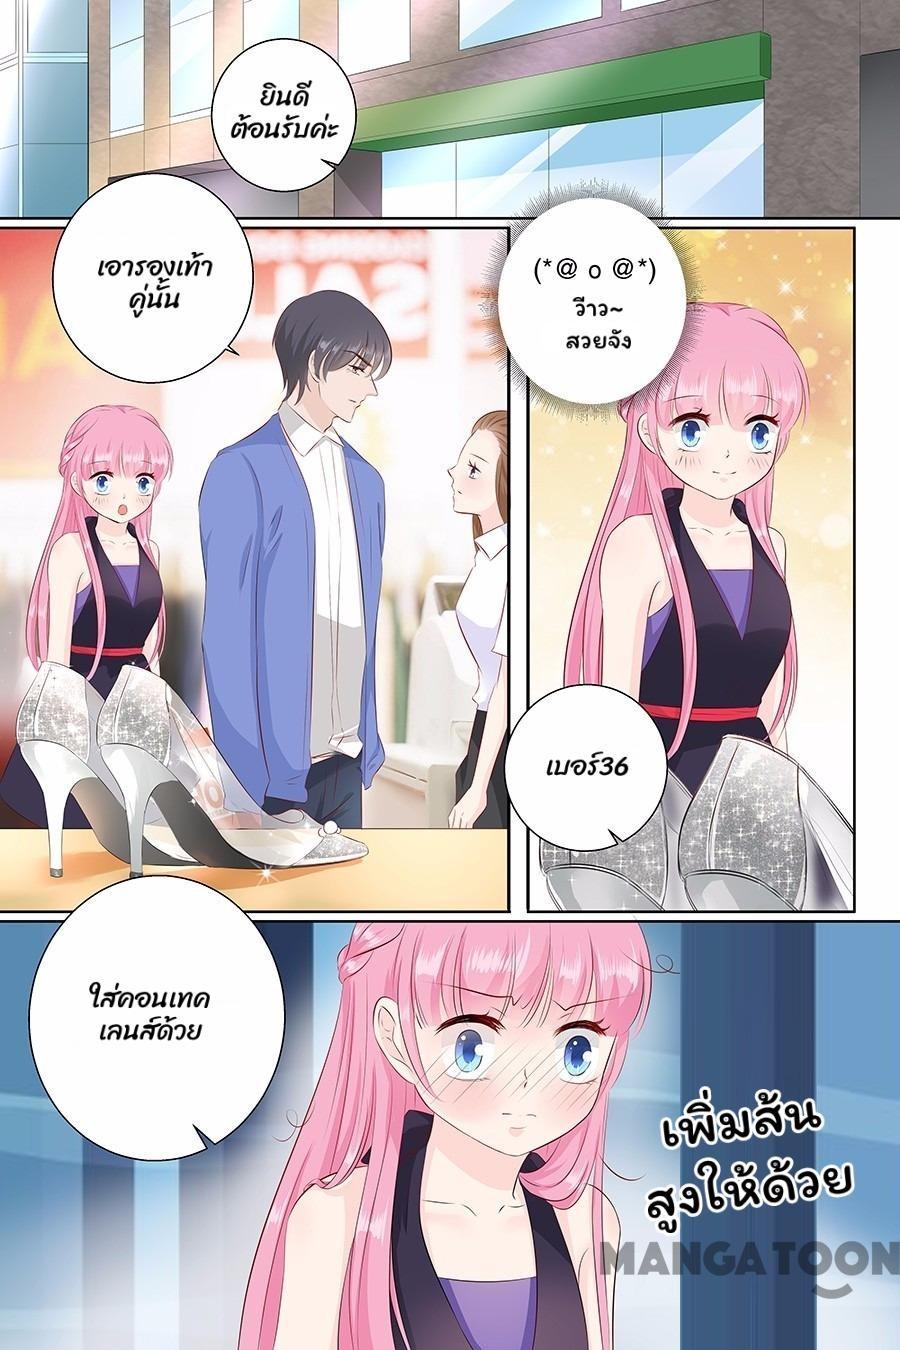 ยินดี
ต้อนรับค่ะ
เอารองเท้า
คู่นั้น
(*@ o @*)
ว๊าว~
สวยจัง
SAL
เบอร์36
ใส่คอนเทค
เลนส์ด้วย
เพิ่มส้น
สูงให้ด้วย
MANGATOON